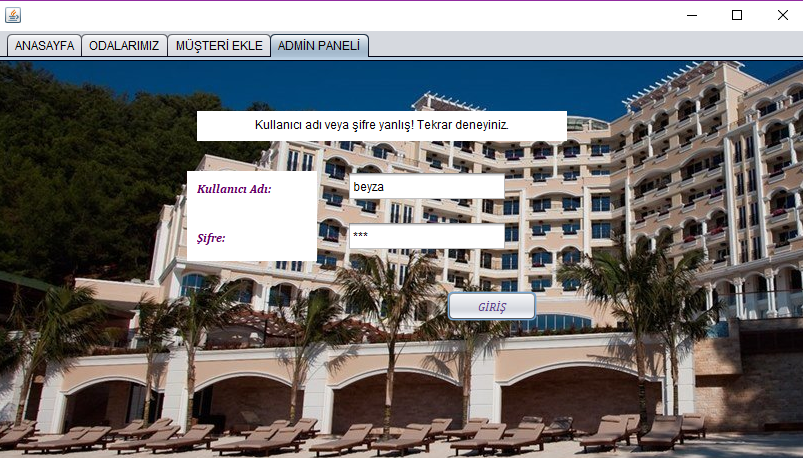 ANASAYFA
ODALARIMIZ
MÜŞTERİ EKLE
ADMİN PANELİ
Kullanıcı adı veya şifre yanlış! Tekrar deneyiniz.
Kullanıcı Adı:
beyza
Şifre:
***
GİRİŞ